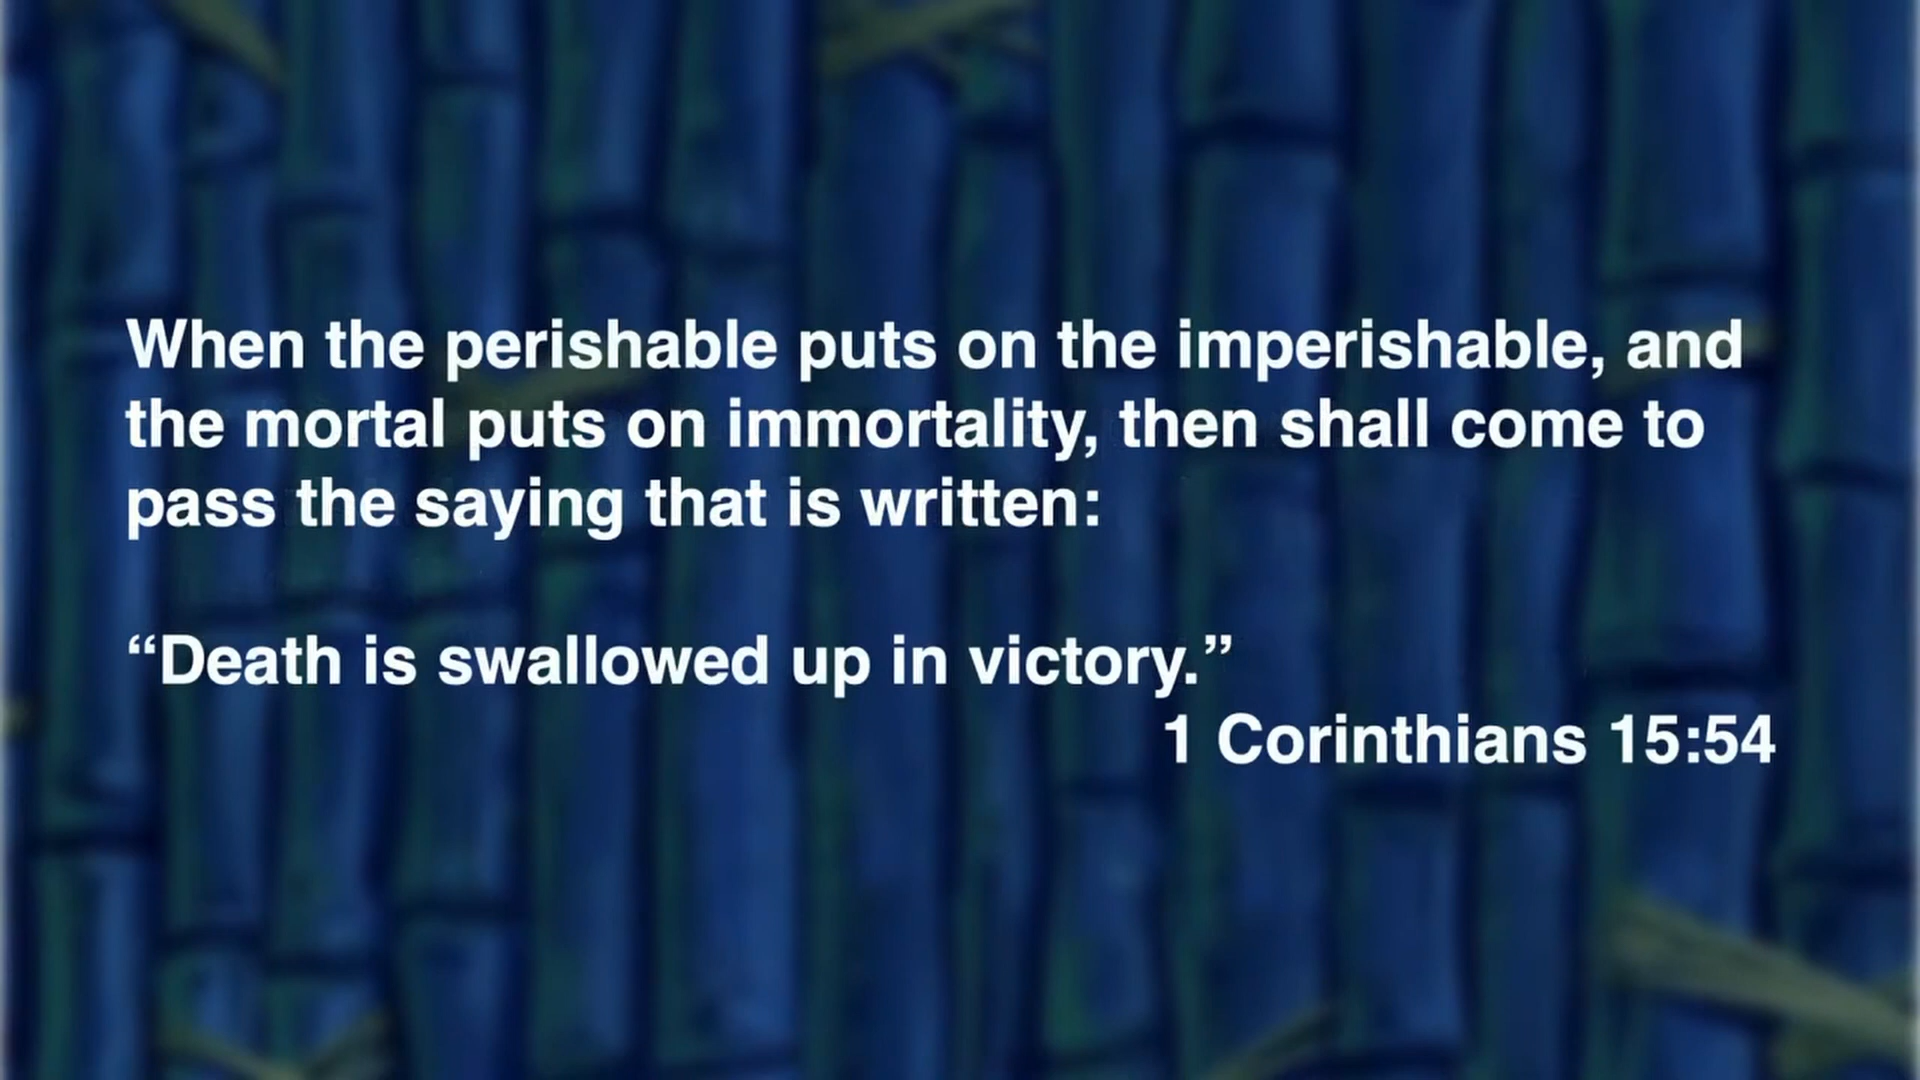 When the perishable puts on the imperishable, and
the mortal puts on immortality, then shall come to
pass the saying that is written:
“Death is swallowed up in victory.”
1 Corinthians 15:54